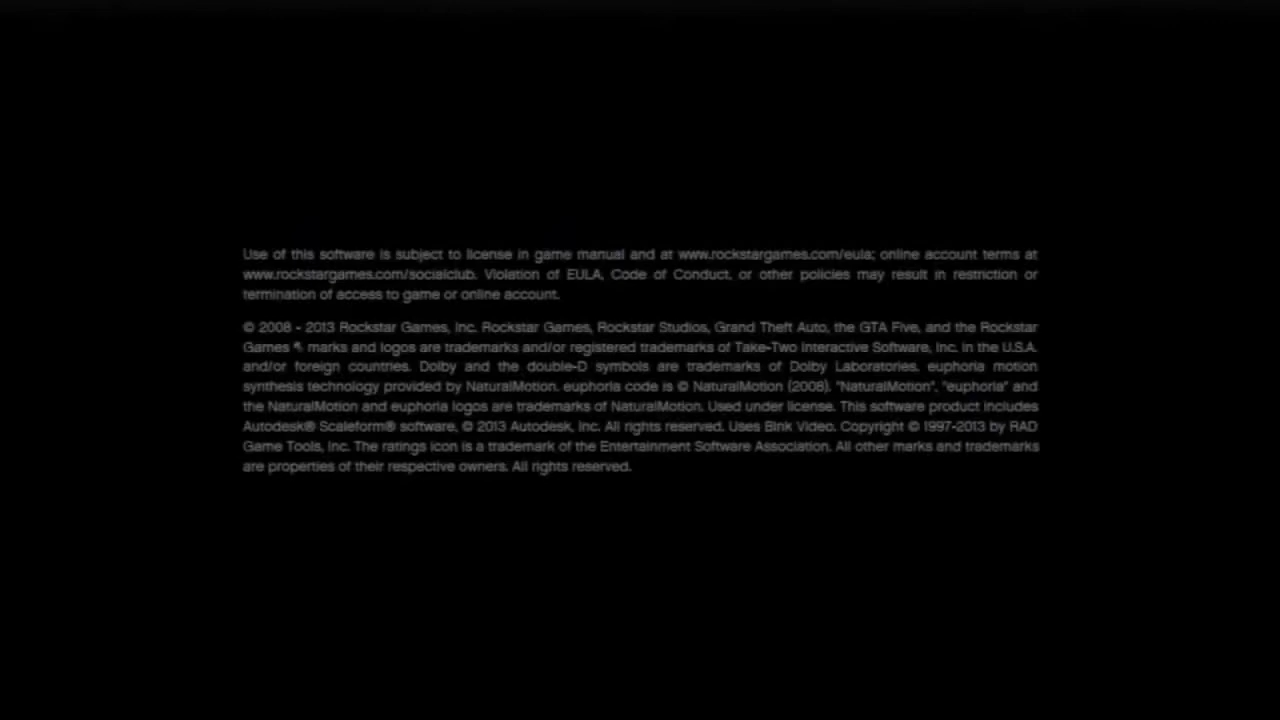 Use of this software is subject to license in game manual and at www.rockstargames.com/eula; online account terms at
www.rockstargames.com/socialclub. Violation of EULA, Code of Conduct, or other policies may result in restriction or
termination of access to game or online account.
© 2008 - 2013 Rockstar Games, Inc. Rockstar Games, Rockstar Studios, Grand Theft Auto, the GTA Five, and the Rockstar
Games R* marks and logos are trademarks and/or registered trademarks of Take-Two Interactive Software, Inc. in the U.S.A.
and/or foreign countries. Dolby and the double-D symbols are trademarks of Dolby Laboratories. euphoria motion
synthesis technology provided by NaturalMotion. euphoria code is © NaturalMotion (2008). "NaturalMotion", "euphoria" and
the NaturalMotion and euphoria logos are trademarks of NaturalMotion. Used under license. This software product includes
Autodesk® Scaleform® software, © 2013 Autodesk, Inc. All rights reserved. Uses Bink Video. Copyright © 1997-2013 by RAD
Game Tools, Inc. The ratings icon is a trademark of the Entertainment Software Association. All other marks and trademarks
are properties of their respective owners. All rights reserved.